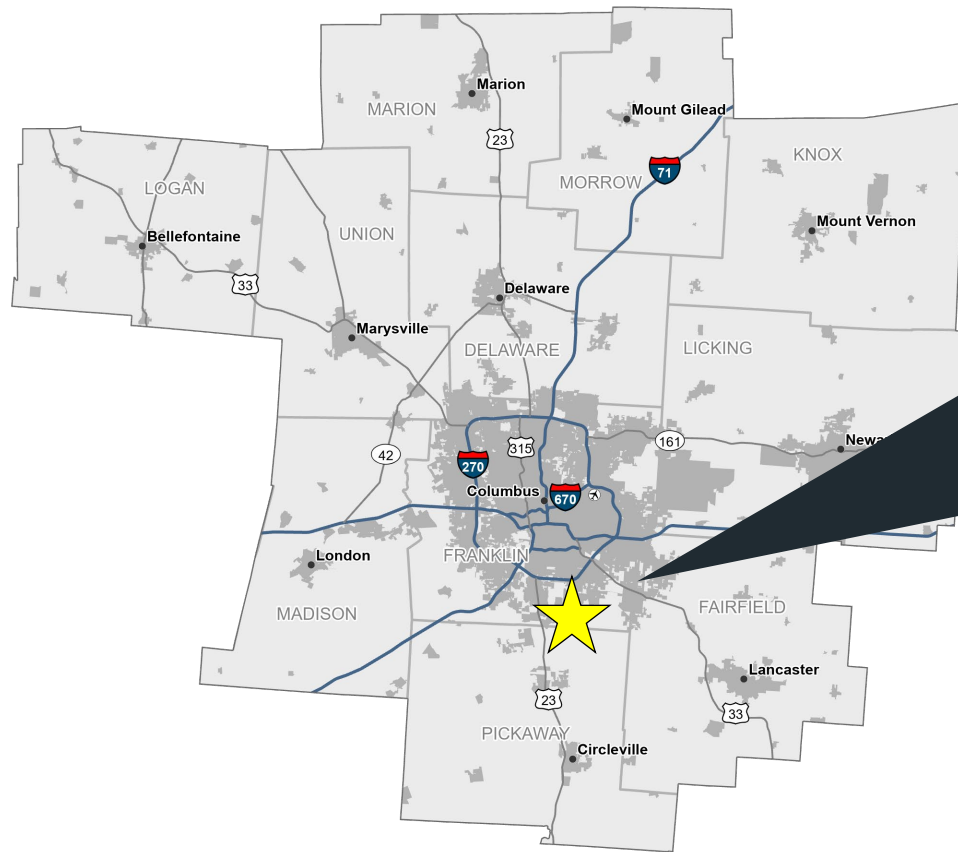 Marion
MARION
Mount Gilead
23
KNOX
71
MORROW
LOGAN
Mount Vernon
UNION
Bellefontaine
33
Delaware
Marysville
DELAWARE
LICKING
161
Newa
315
42
270
Columbus
670
London
FRANKLIN
MADISON
FAIRFIELD
Lancaster
23
33
PICKAWAY
Circleville